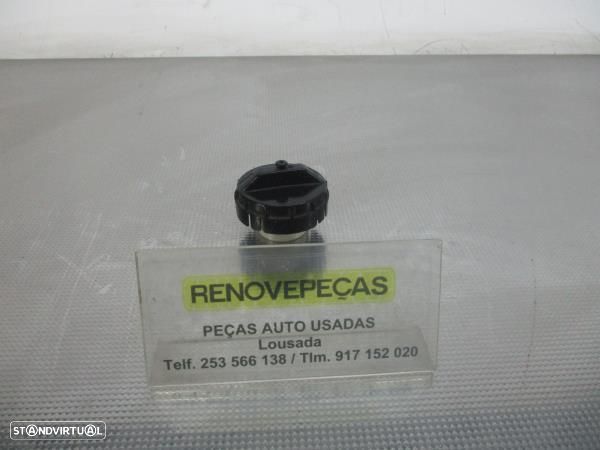 RENOVEPEÇAS
PEÇAS AUTO USADAS
Lousada
Telf. 253 566 138 / Tlm. 917 152 020
STANDVIRTUAL